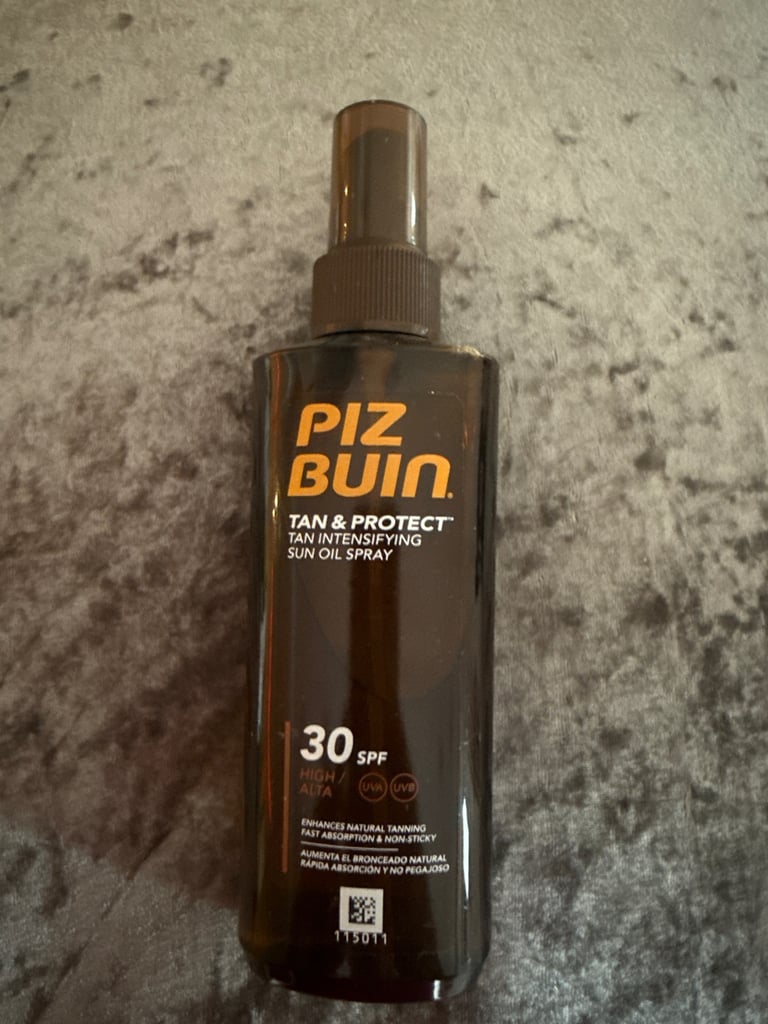 PIZ
BUIN®
TAN & PROTECT™
TAN INTENSIFYING
SUN OIL SPRAY
30 SPF
HIGH /
ALTA
UVA UVB
ENHANCES NATURAL TANNING
FAST ABSORPTION & NON-STICKY
AUMENTA EL BRONCEADO NATURAL
RÁPIDA ABSORCIÓN Y NO PEGAJOSO
115011